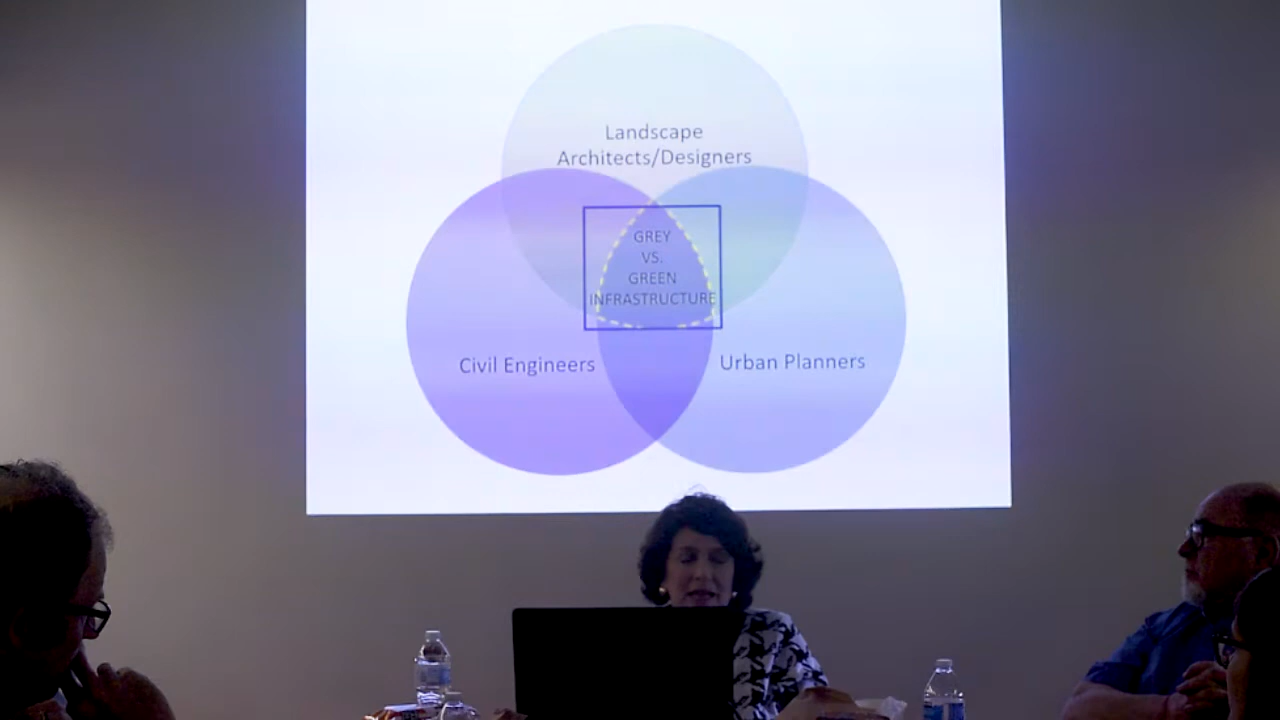 Landscape
Architects/Designers
GREY
VS.
GREEN
INFRASTRUCTURE
Civil Engineers
Urban Planners